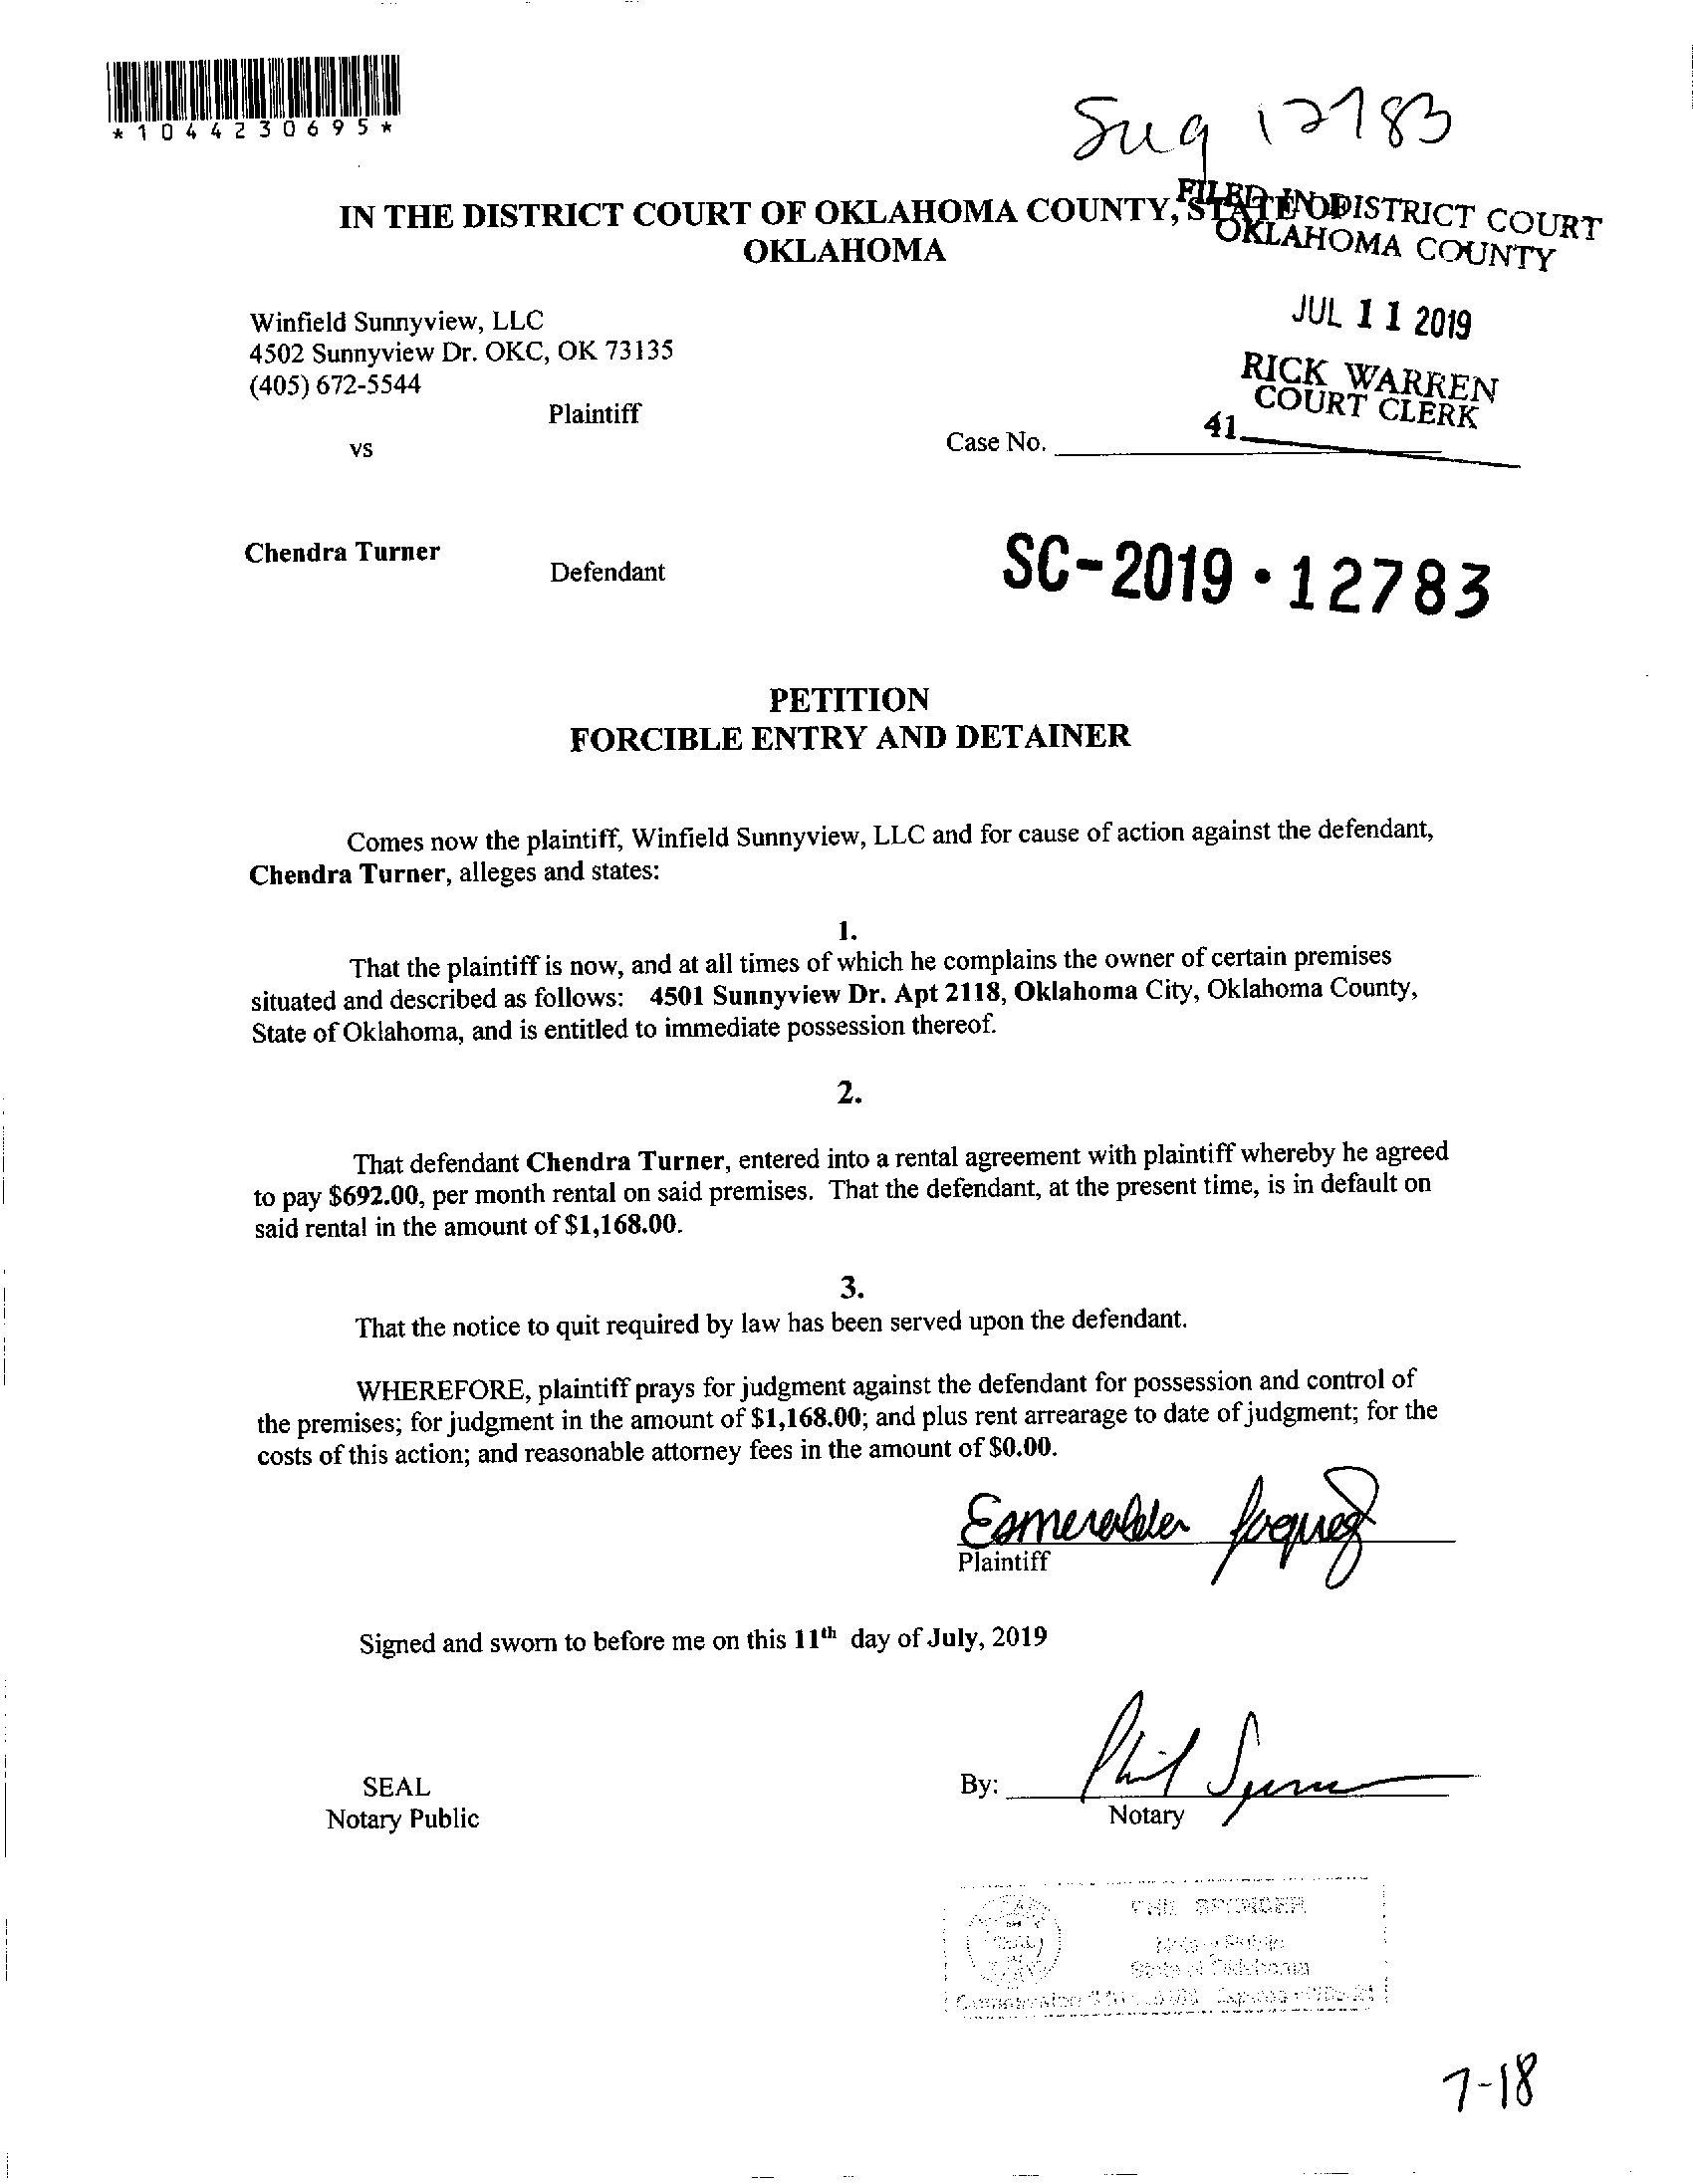 *1044230695*
12783
IN THE DISTRICT COURT OF OKLAHOMA COUNTY, STATE OF
OKLAHOMA
FILED IN DISTRICT COURT
OKLAHOMA COUNTY
JUL 11 2019
RICK WARREN
COURT CLERK
41
Winfield Sunnyview, LLC
4502 Sunnyview Dr. OKC, OK 73135
(405) 672-5544
Plaintiff
vs
Case No.
Chendra Turner
Defendant
SC-2019-12783
PETITION
FORCIBLE ENTRY AND DETAINER
Comes now the plaintiff, Winfield Sunnyview, LLC and for cause of action against the defendant,
Chendra Turner, alleges and states:
1.
That the plaintiff is now, and at all times of which he complains the owner of certain premises
situated and described as follows: 4501 Sunnyview Dr. Apt 2118, Oklahoma City, Oklahoma County,
State of Oklahoma, and is entitled to immediate possession thereof.
2.
That defendant Chendra Turner, entered into a rental agreement with plaintiff whereby he agreed
to pay $692.00, per month rental on said premises. That the defendant, at the present time, is in default on
said rental in the amount of $1,168.00.
3.
That the notice to quit required by law has been served upon the defendant.
WHEREFORE, plaintiff prays for judgment against the defendant for possession and control of
the premises; for judgment in the amount of $1,168.00; and plus rent arrearage to date of judgment; for the
costs of this action; and reasonable attorney fees in the amount of $0.00.
Plaintiff
Signed and sworn to before me on this 11th day of July, 2019
SEAL
Notary Public
By:
Phil
Notary
Notary Public
State of Oklahoma
7-18